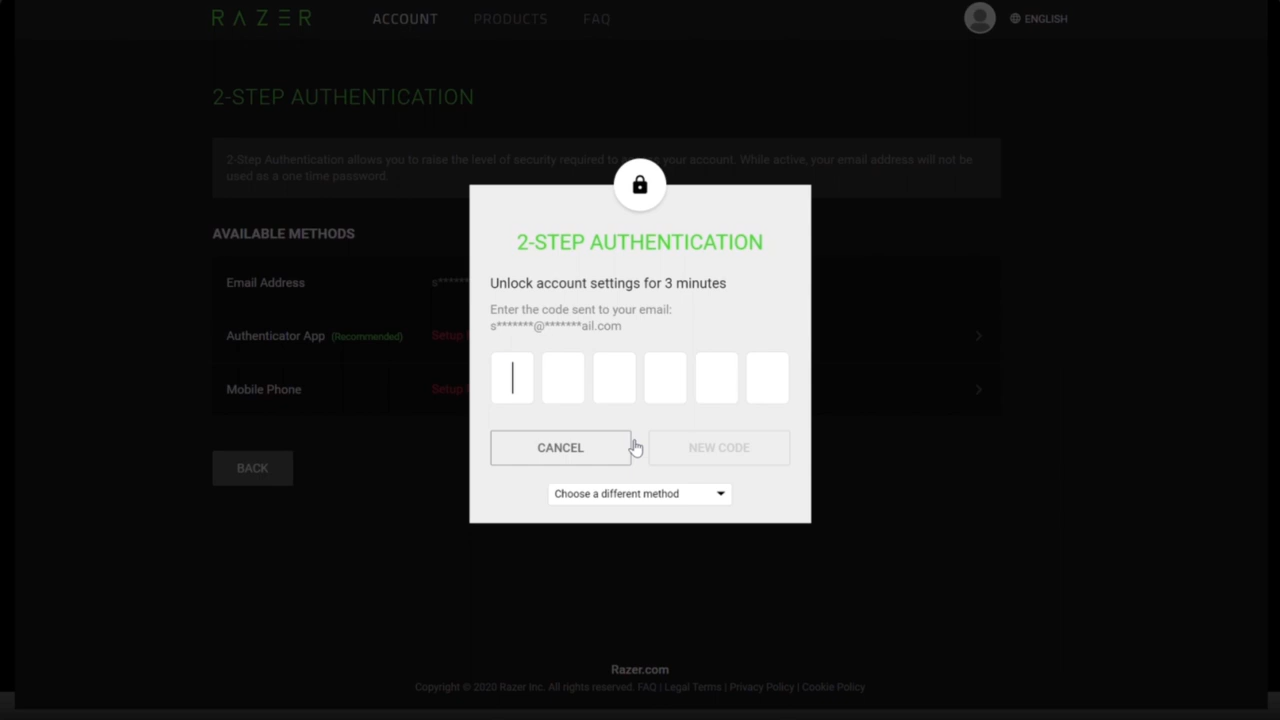 RAZER
ACCOUNT
PRODUCTS
FAQ
ENGLISH
2-STEP AUTHENTICATION
2-Step Authentication allows you to raise the level of security required to your account. While active, your email address will not be
used as a one time password.
AVAILABLE METHODS
Email Address s******
Authenticator App (Recommended) Setup
Mobile Phone Setup
BACK
2-STEP AUTHENTICATION
Unlock account settings for 3 minutes
Enter the code sent to your email:
s*******@*******ail.com
CANCEL
NEW CODE
Choose a different method
Razer.com
Copyright © 2020 Razer Inc. All rights reserved. FAQ | Legal Terms | Privacy Policy | Cookie Policy